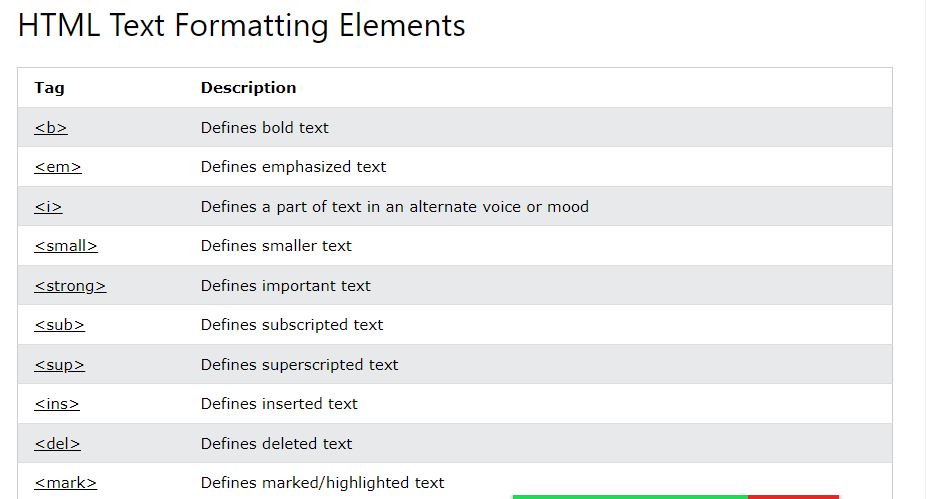 HTML Text Formatting Elements
Tag Description
<b> Defines bold text
<em> Defines emphasized text
<i> Defines a part of text in an alternate voice or mood
<small> Defines smaller text
<strong> Defines important text
<sub> Defines subscripted text
<sup> Defines superscripted text
<ins> Defines inserted text
<del> Defines deleted text
<mark> Defines marked/highlighted text